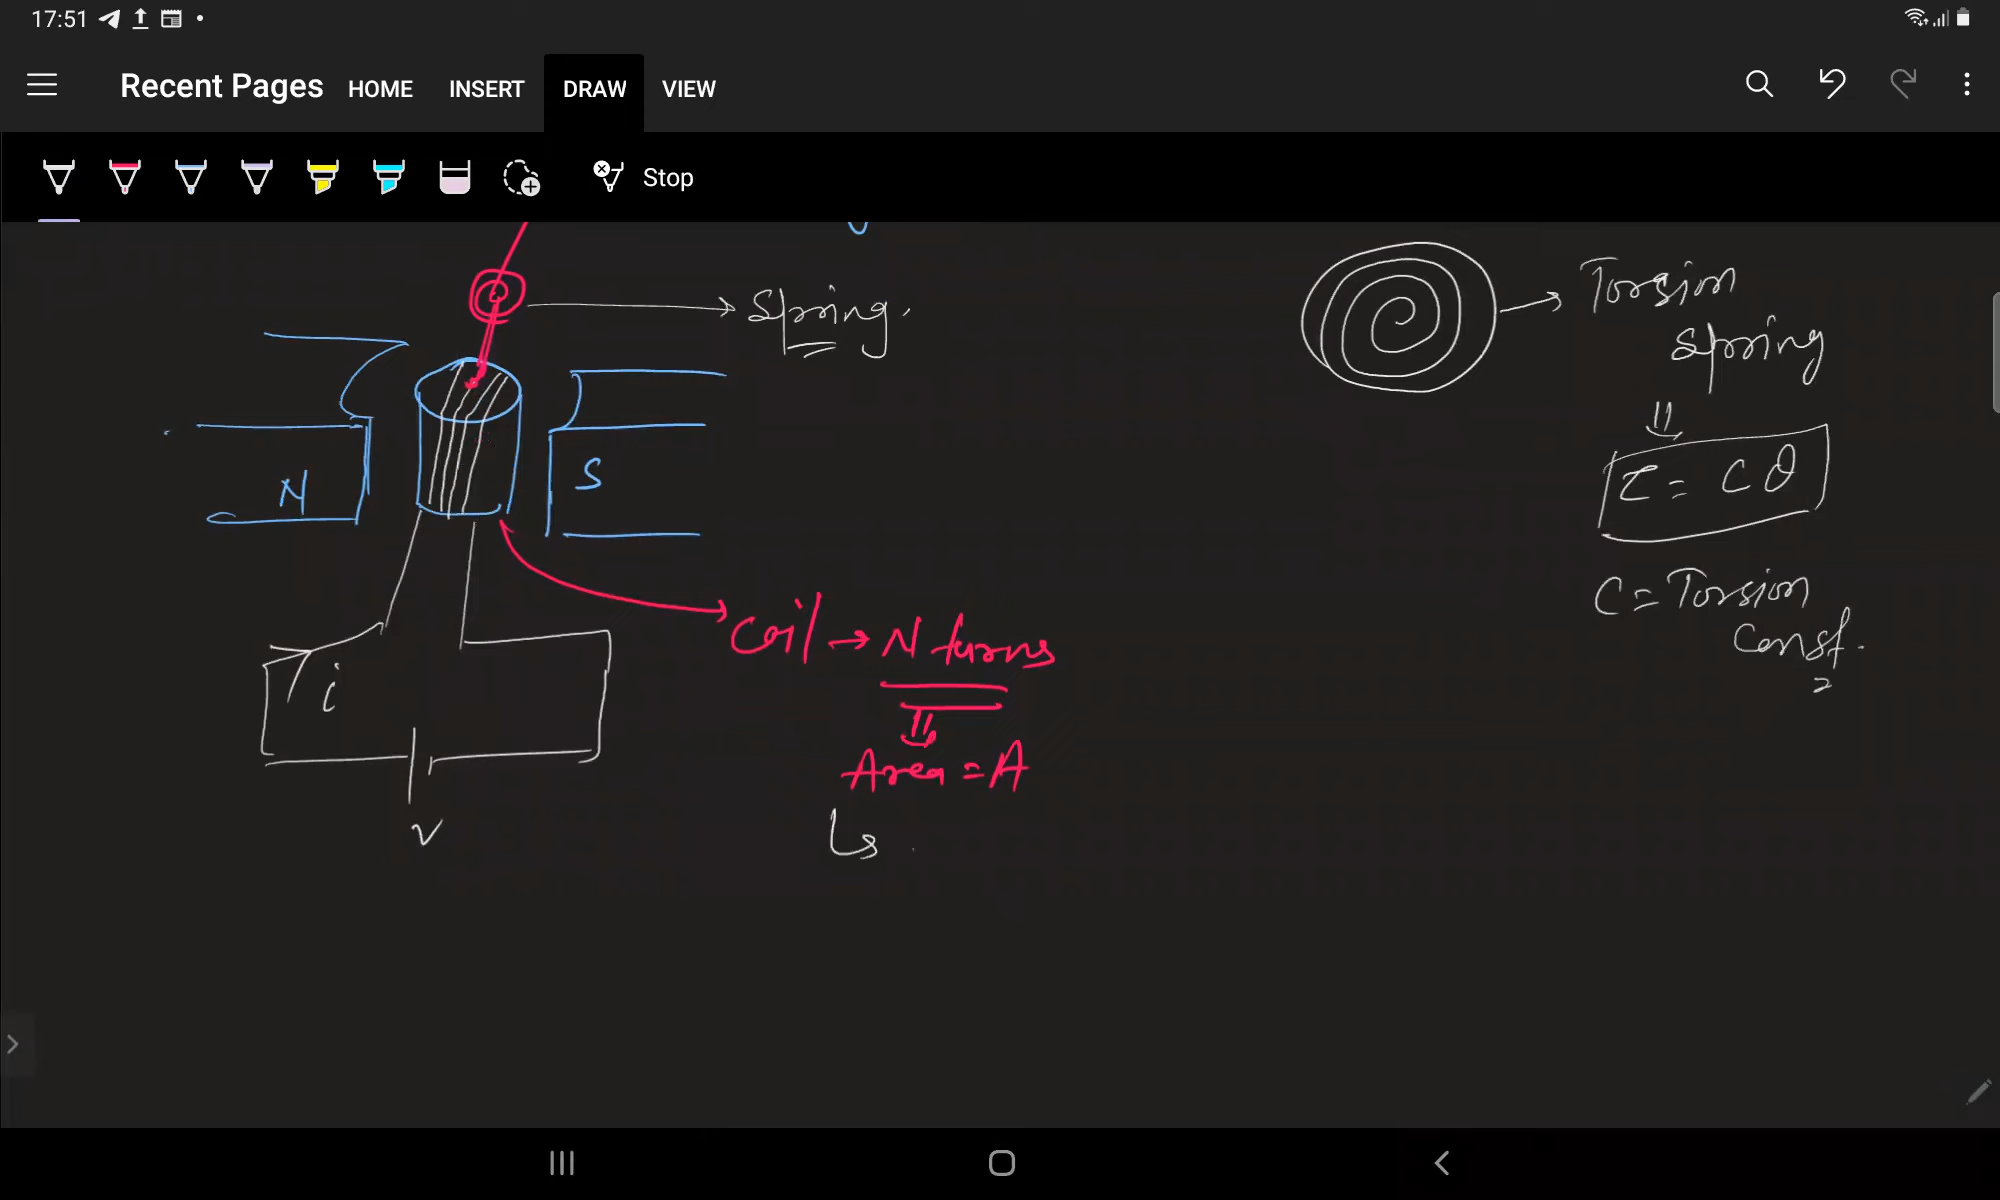 17:51
Recent Pages HOME INSERT DRAW VIEW
Stop
Spring.
Torsion
Spring
τ = Cθ
C = Torsion
Const.
N
S
i
V
Coil → N turns
Area = A